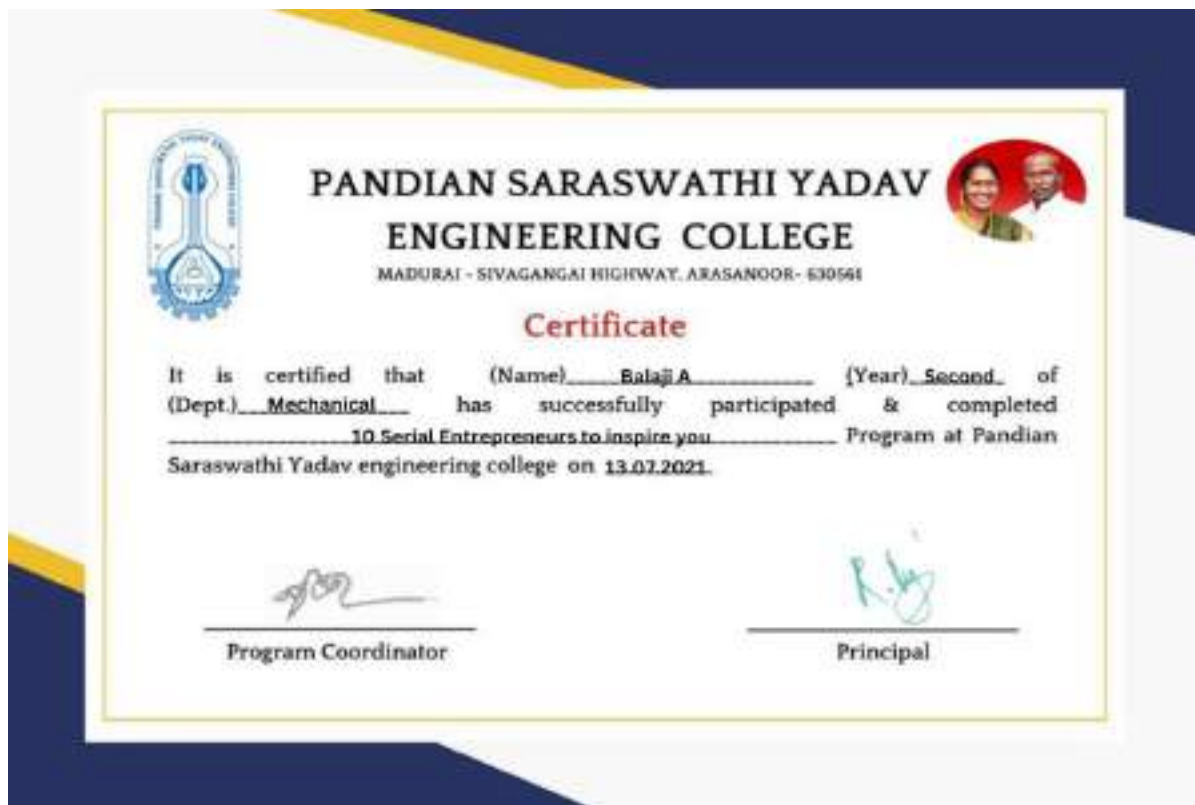 PANDIAN SARASWATHI YADAV
ENGINEERING COLLEGE
MADURAI - SIVAGANGAI HIGHWAY, ARASANOOR- 630561
Certificate
It is certified that (Name) Balaji A (Year) Second of
(Dept.) Mechanical has successfully participated & completed
10 Serial Entrepreneurs to inspire you Program at Pandian
Saraswathi Yadav engineering college on 13.07.2021.
Program Coordinator
Principal